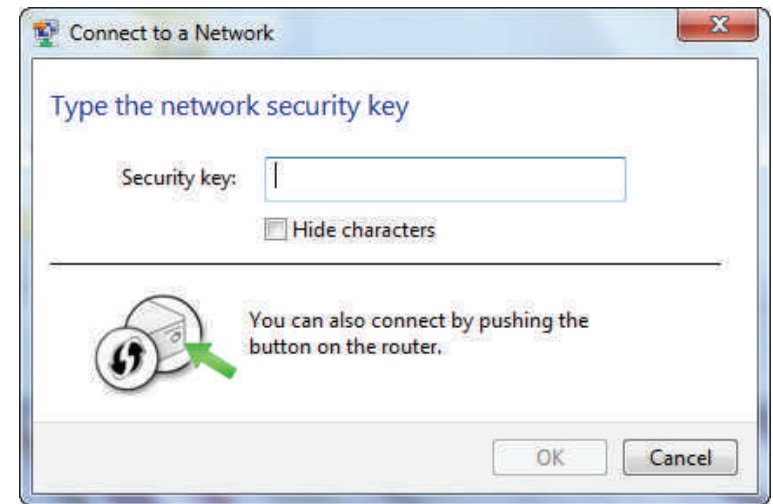 Connect to a Network
Type the network security key
Security key:
Hide characters
You can also connect by pushing the
button on the router.
OK
Cancel